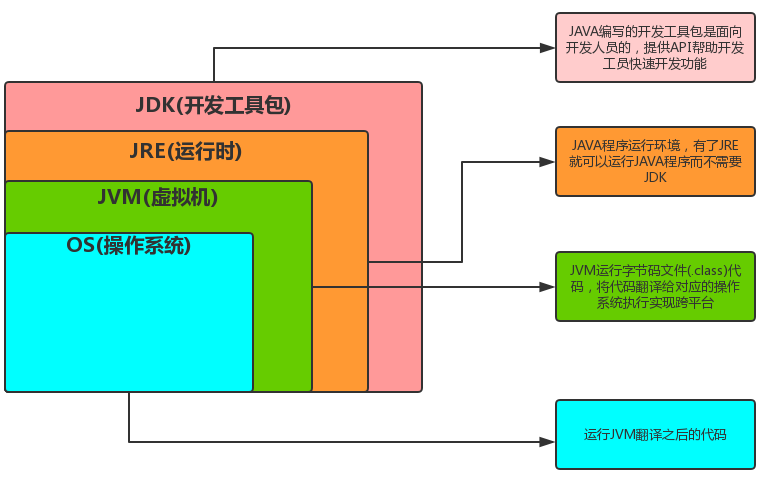 JAVA编写的开发工具包是面向
开发人员的，提供API帮助开发
工员快速开发功能
JDK(开发工具包)
JRE(运行时)
JAVA程序运行环境，有了JRE
就可以运行JAVA程序而不需要
JDK
JVM(虚拟机)
OS(操作系统)
JVM运行字节码文件(.class)代
码，将代码翻译给对应的操作
系统执行实现跨平台
运行JVM翻译之后的代码